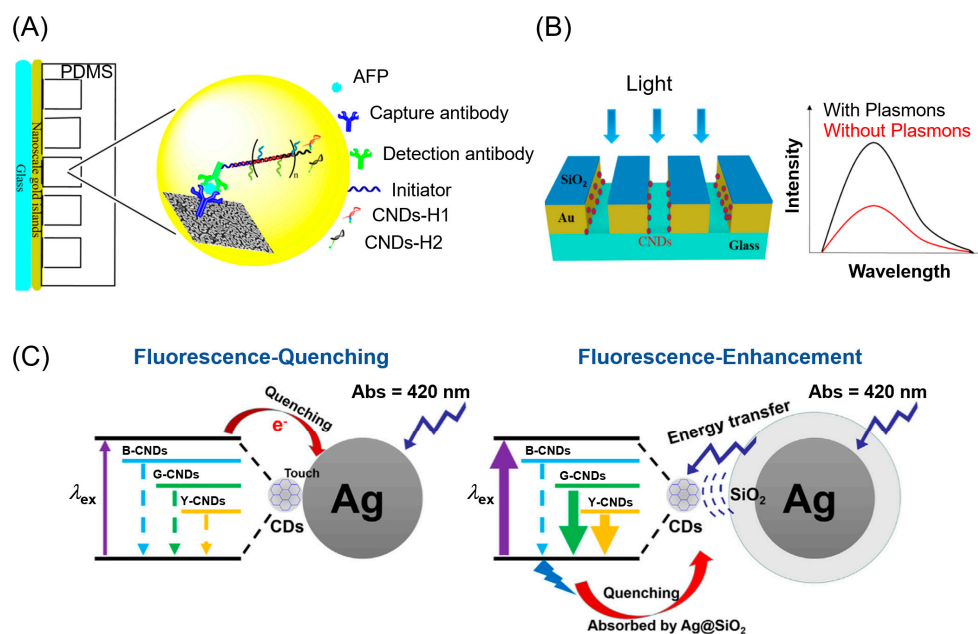 (A)
PDMS
Glass
Nanoscale gold islands
n
AFP
Capture antibody
Detection antibody
Initiator
CNDs-H1
CNDs-H2
(B)
Light
SiO2
Au
CNDs
Glass
With Plasmons
Without Plasmons
Intensity
Wavelength
(C)
Fluorescence-Quenching
Abs = 420 nm
Quenching
e-
B-CNDs
G-CNDs
Y-CNDs
λex
Touch
CDs
Ag
Fluorescence-Enhancement
Abs = 420 nm
Energy transfer
B-CNDs
G-CNDs
Y-CNDs
λex
CDs
SiO2
Ag
Quenching
Absorbed by Ag@SiO2